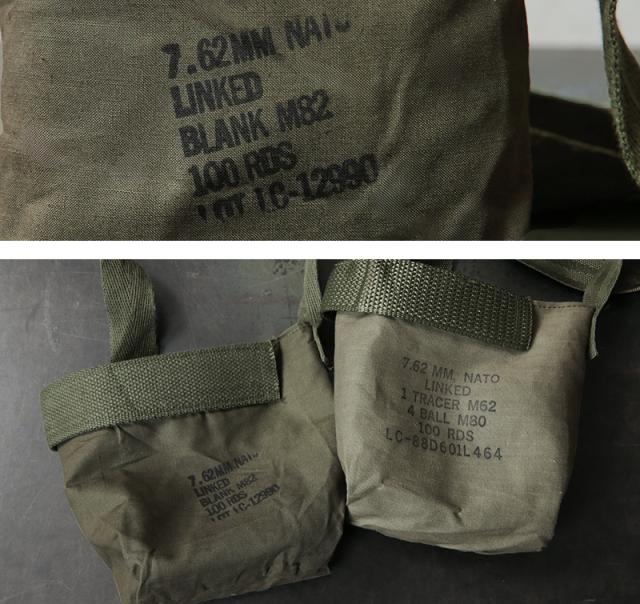 7.62MM, NATO
LINKED
BLANK M82
100 RDS
LOT LC-12990
7.62MM, NATO
LINKED
BLANK M82
100 RDS
LOT LC-12990
7.62 MM, NATO
LINKED
1 TRACER M62
4 BALL M80
100 RDS
LC-88D601L464